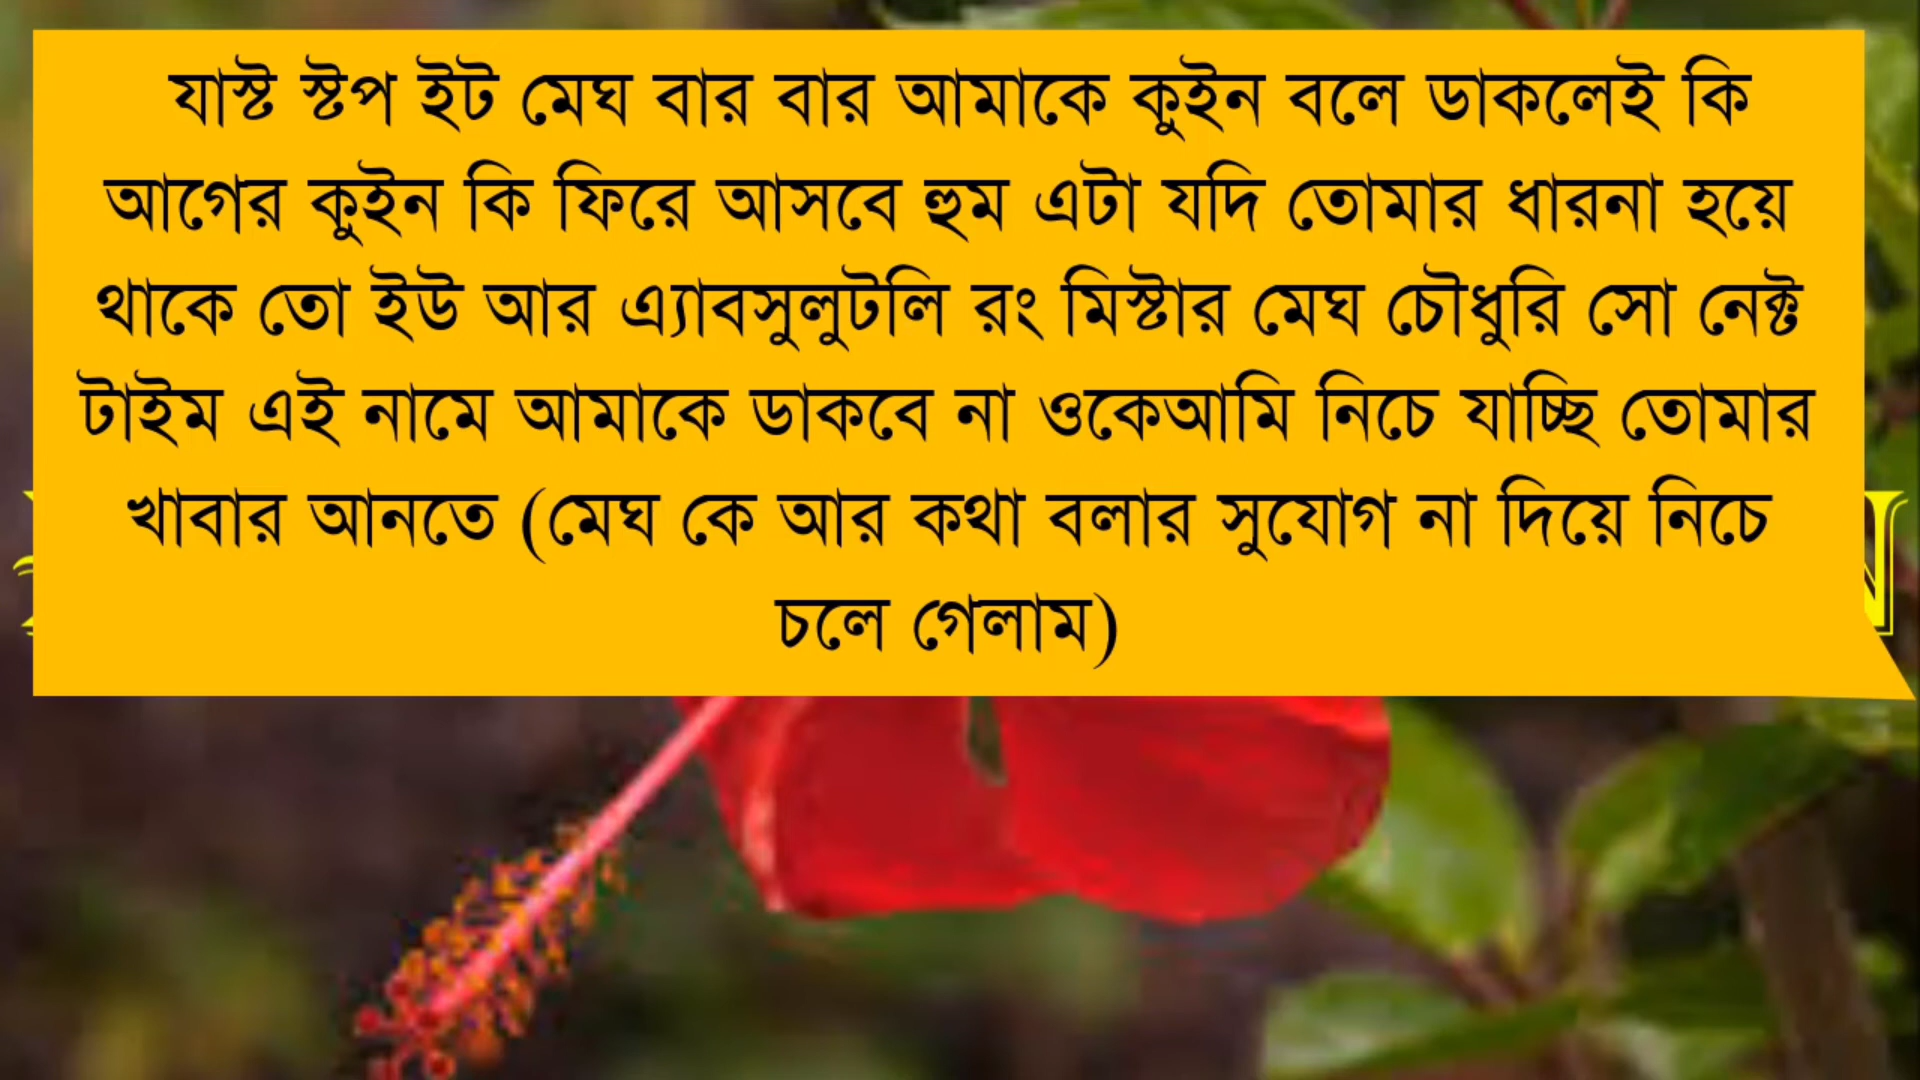 যাস্ট স্টপ ইট মেঘ বার বার আমাকে কুইন বলে ডাকলেই কি
আগের কুইন কি ফিরে আসবে হুম এটা যদি তোমার ধারনা হয়ে
থাকে তো ইউ আর এ্যাবসুলুটলি রং মিস্টার মেঘ চৌধুরি সো নেক্ট
টাইম এই নামে আমাকে ডাকবে না ওকেআমি নিচে যাচ্ছি তোমার
খাবার আনতে (মেঘ কে আর কথা বলার সুযোগ না দিয়ে নিচে
চলে গেলাম)